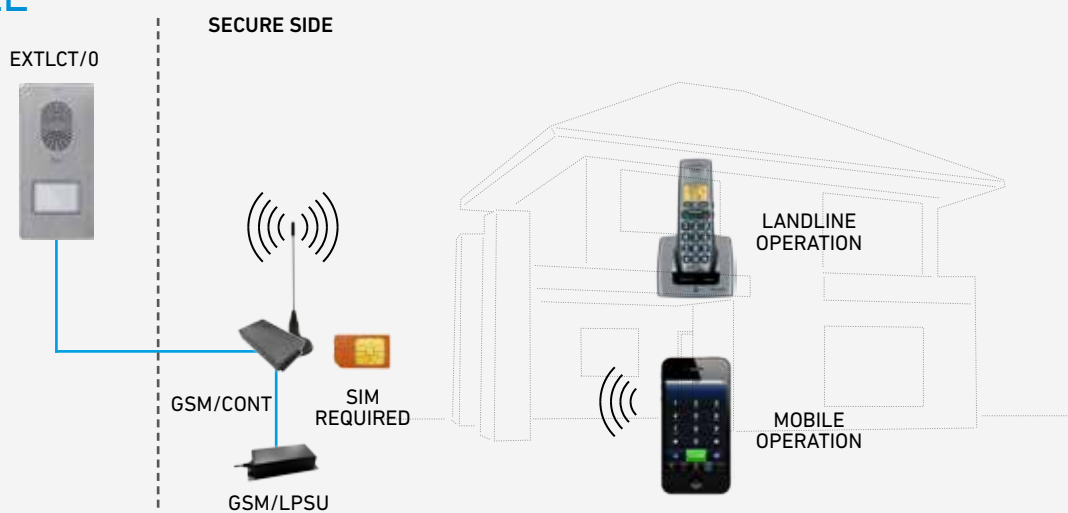 SECURE SIDE
EXTLCT/0
LANDLINE
OPERATION
GSM/CONT
SIM
REQUIRED
MOBILE
OPERATION
GSM/LPSU